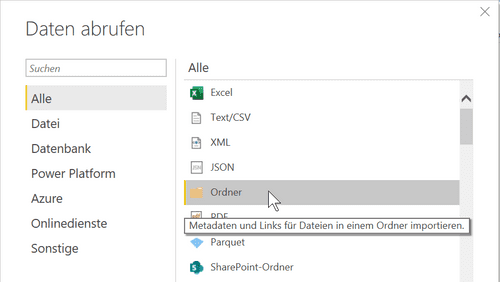 Daten abrufen
Suchen
Alle
Datei
Datenbank
Power Platform
Azure
Onlinedienste
Sonstige
Alle
Excel
Text/CSV
XML
JSON
Ordner
PDF
Metadaten und Links für Dateien in einem Ordner importieren.
Parquet
SharePoint-Ordner